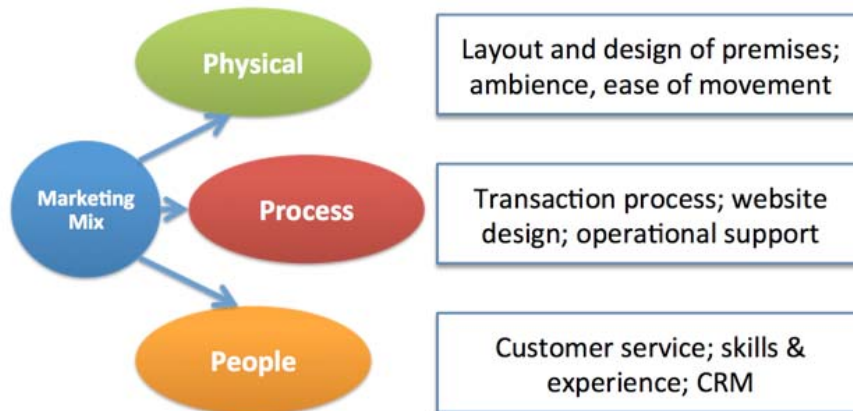 Physical
Layout and design of premises;
ambience, ease of movement
Marketing
Mix
Process
Transaction process; website
design; operational support
People
Customer service; skills &
experience; CRM